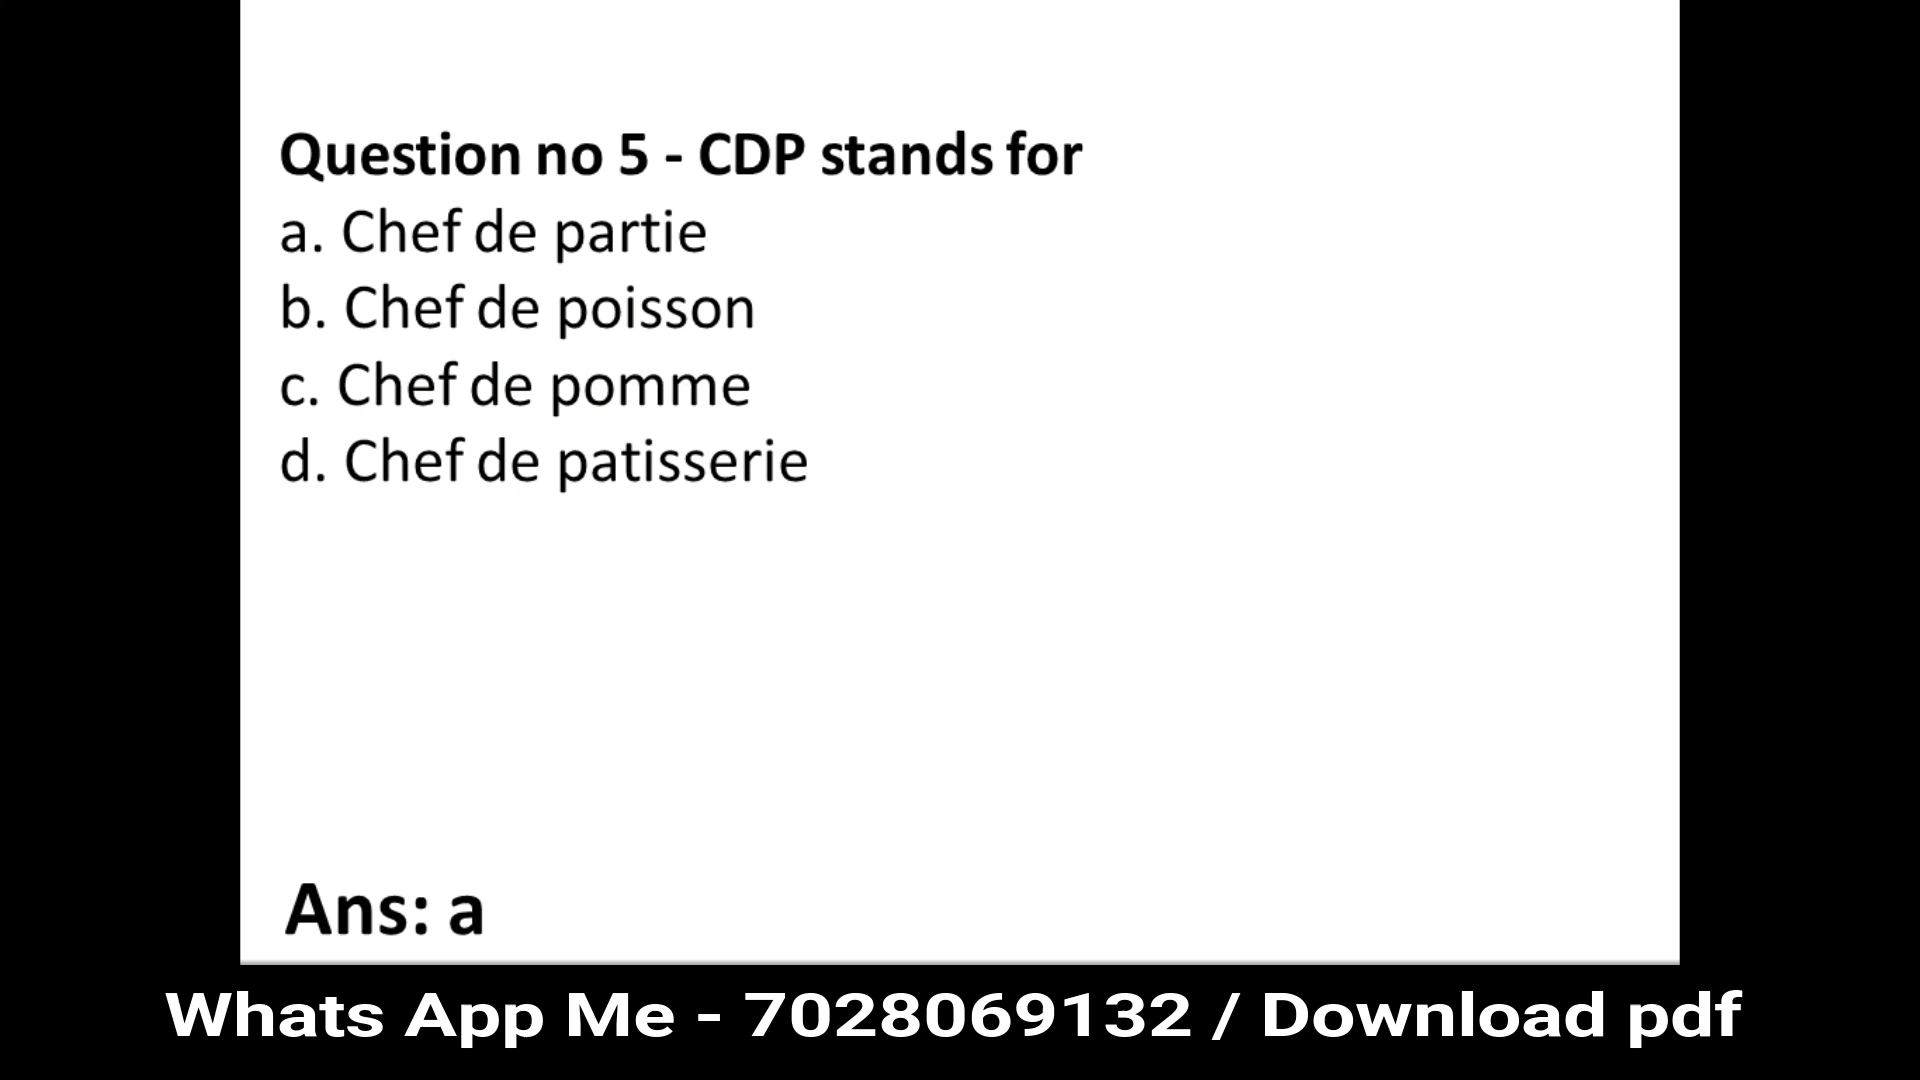 Question no 5 - CDP stands for
a. Chef de partie
b. Chef de poisson
c. Chef de pomme
d. Chef de patisserie
Ans: a
Whats App Me - 7028069132 / Download pdf